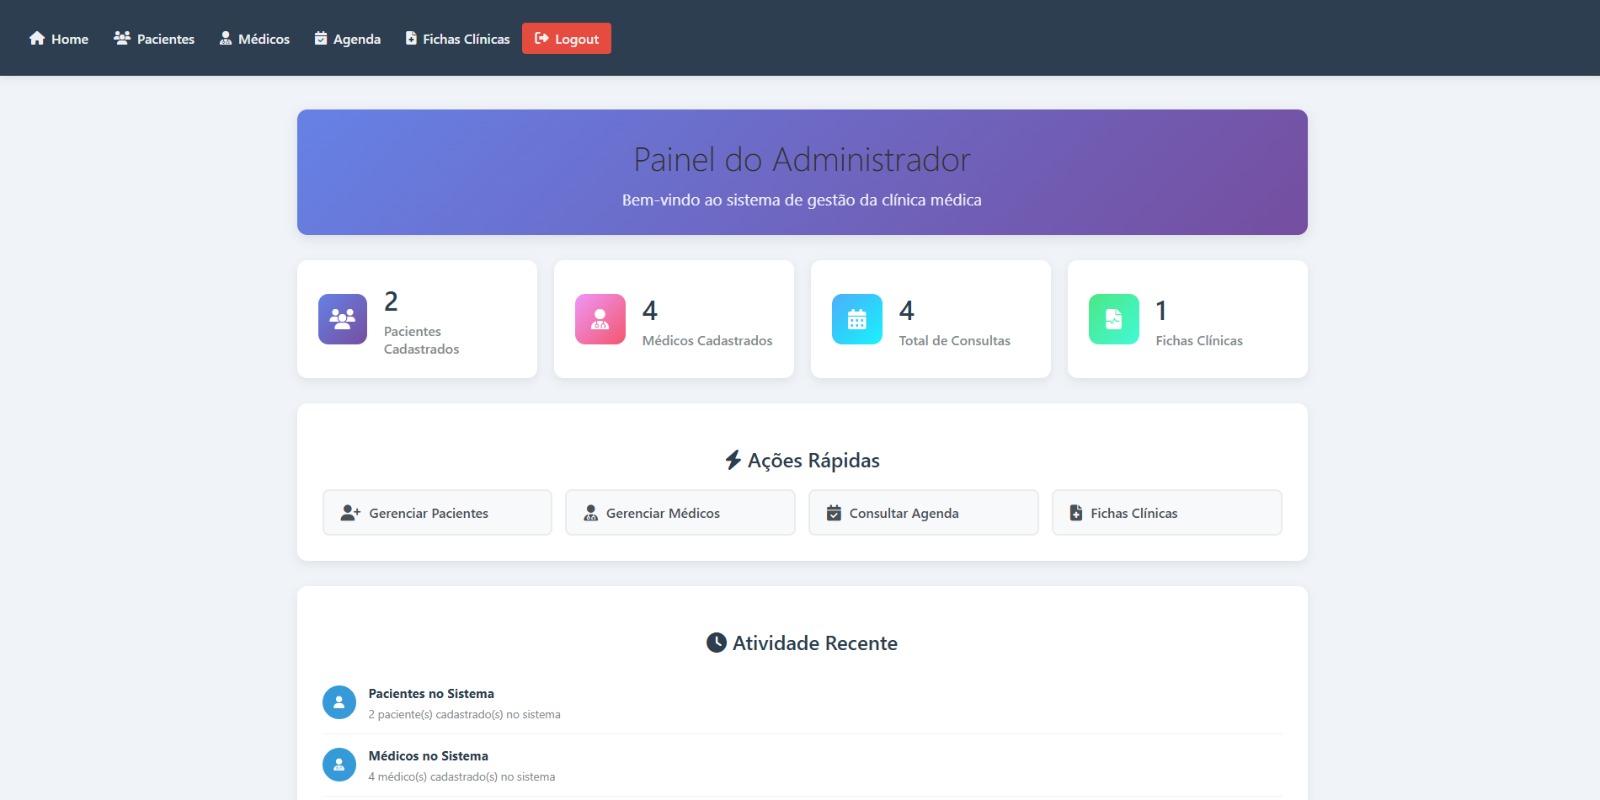 Home Pacientes Médicos Agenda Fichas Clínicas Logout
Painel do Administrador
Bem-vindo ao sistema de gestão da clínica médica
2
Pacientes
Cadastrados
4
Médicos Cadastrados
4
Total de Consultas
1
Fichas Clínicas
Ações Rápidas
Gerenciar Pacientes
Gerenciar Médicos
Consultar Agenda
Fichas Clínicas
Atividade Recente
Pacientes no Sistema
2 paciente(s) cadastrado(s) no sistema
Médicos no Sistema
4 médico(s) cadastrado(s) no sistema